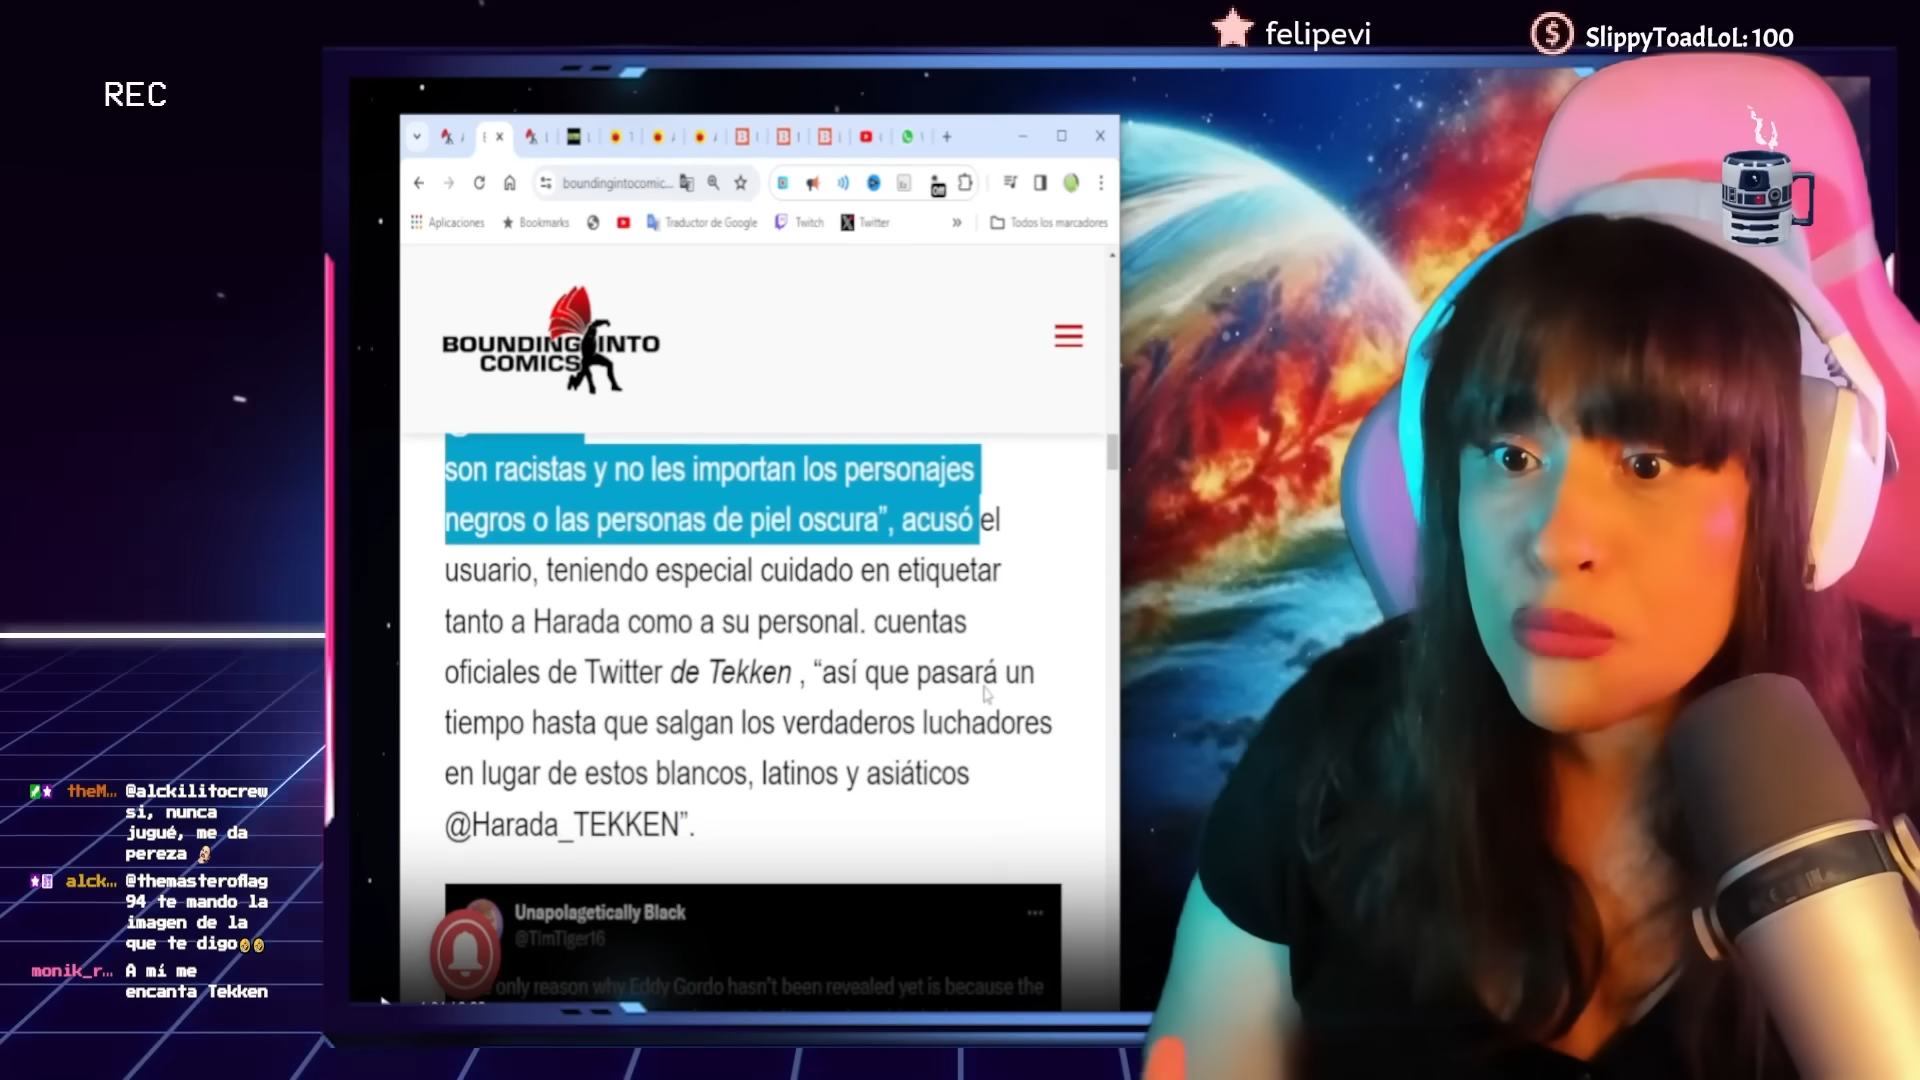 felipevi
SlippyToadLoL: 100
REC
boundingintocomic...
Off
Aplicaciones
Bookmarks
Traductor de Google
Twitch
Twitter
Todos los marcadores
BOUNDING INTO
COMICS
son racistas y no les importan los personajes
negros o las personas de piel oscura”, acusó el
usuario, teniendo especial cuidado en etiquetar
tanto a Harada como a su personal. cuentas
oficiales de Twitter de Tekken , “así que pasará un
tiempo hasta que salgan los verdaderos luchadores
en lugar de estos blancos, latinos y asiáticos
@Harada_TEKKEN”.
Unapolagetically Black
@TimTiger16
only reason why Eddy Gordo hasn't been revealed yet is because the
theM... @alckilitocrew
si, nunca
jugué, me da
pereza
alck... @themasteroflag
94 te mando la
imagen de la
que te digo
monik_r... A mí me
encanta Tekken